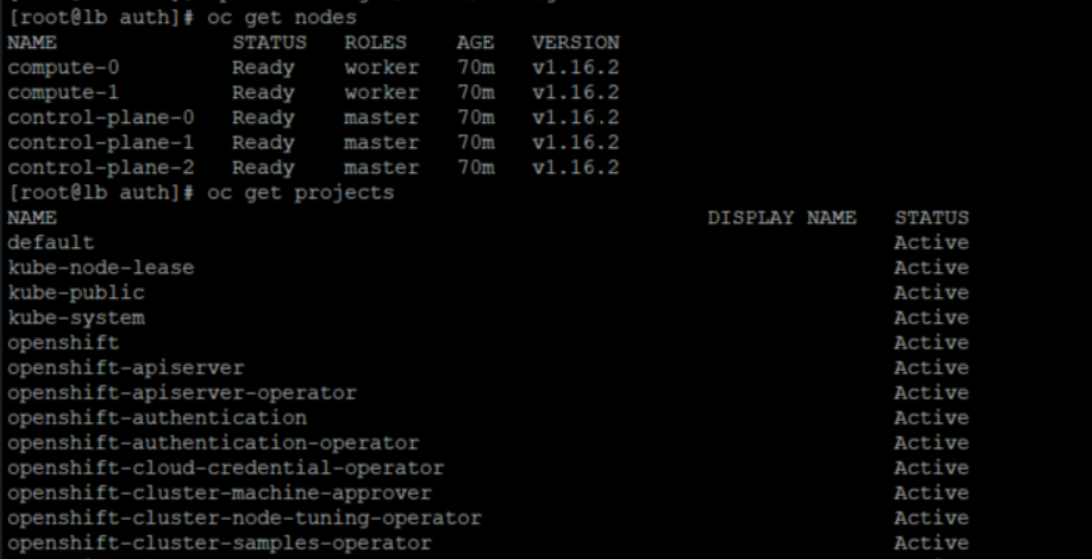 [root@lb auth]# oc get nodes
NAME STATUS ROLES AGE VERSION
compute-0 Ready worker 70m v1.16.2
compute-1 Ready worker 70m v1.16.2
control-plane-0 Ready master 70m v1.16.2
control-plane-1 Ready master 70m v1.16.2
control-plane-2 Ready master 70m v1.16.2
[root@lb auth]# oc get projects
NAME DISPLAY NAME STATUS
default Active
kube-node-lease Active
kube-public Active
kube-system Active
openshift Active
openshift-apiserver Active
openshift-apiserver-operator Active
openshift-authentication Active
openshift-authentication-operator Active
openshift-cloud-credential-operator Active
openshift-cluster-machine-approver Active
openshift-cluster-node-tuning-operator Active
openshift-cluster-samples-operator Active